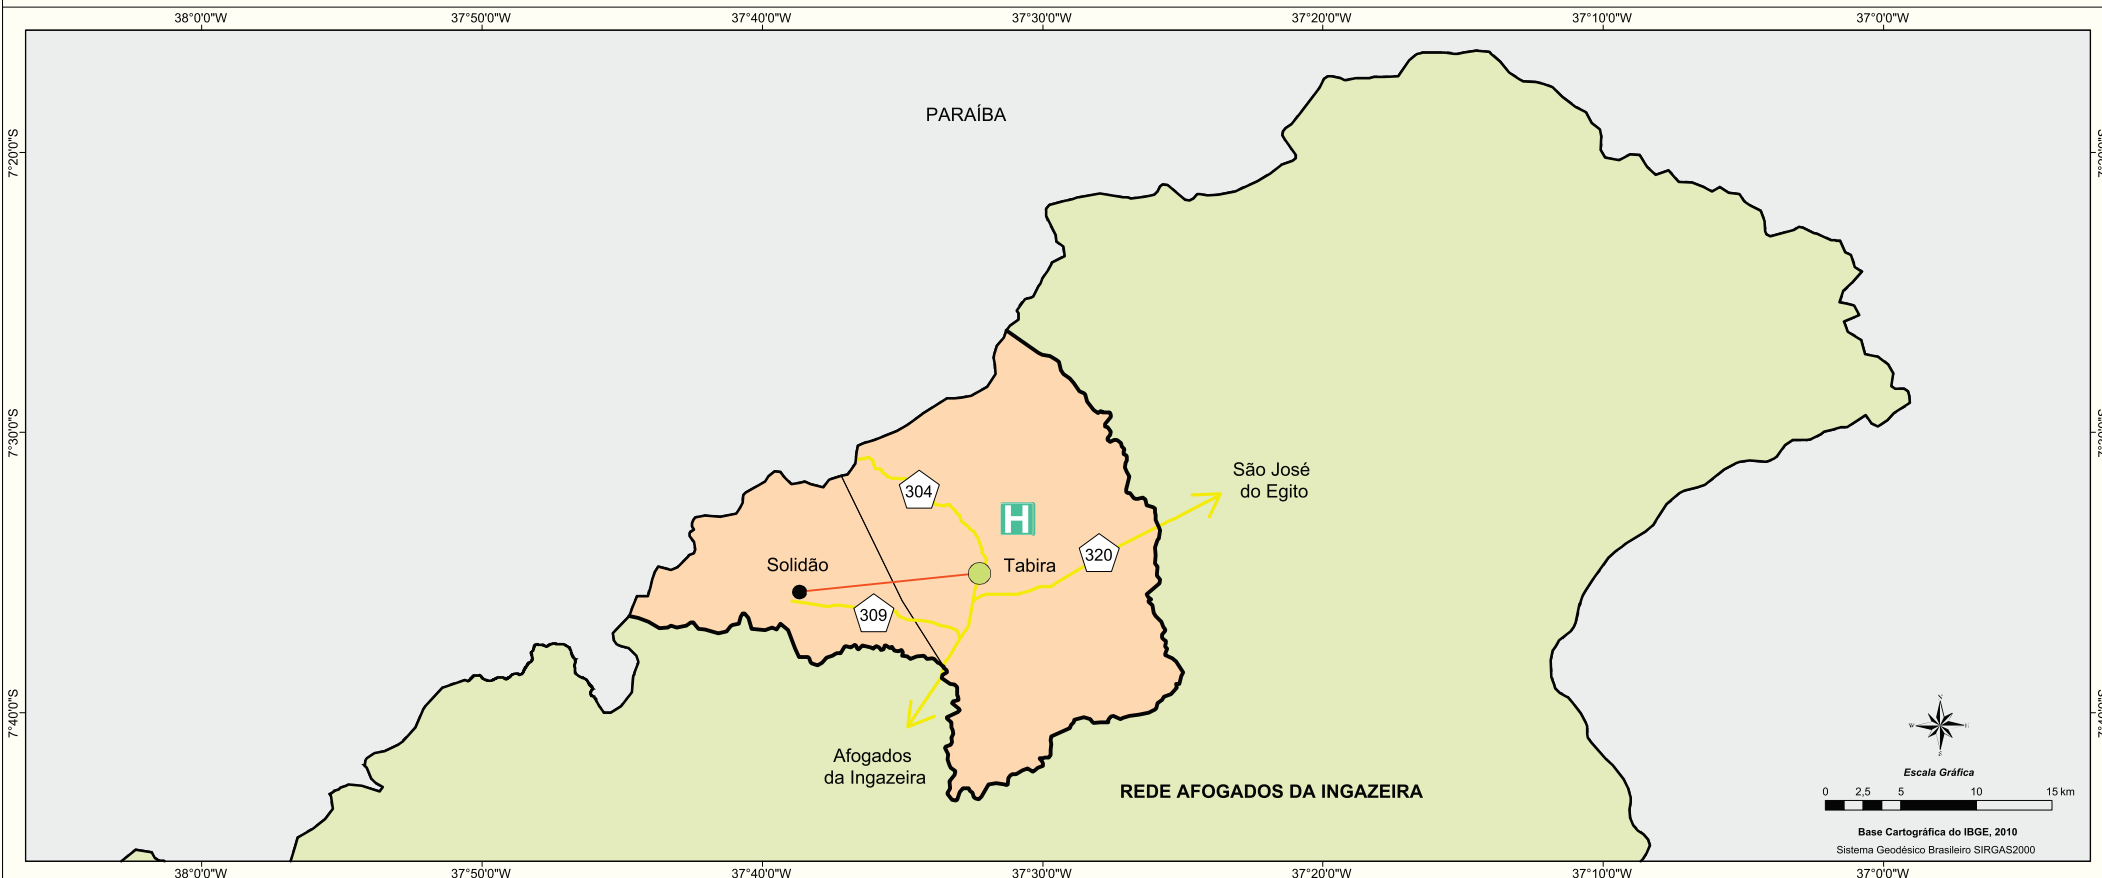 38°0'0"W 37°50'0"W 37°40'0"W 37°30'0"W 37°20'0"W 37°10'0"W 37°0'0"W
PARAÍBA
7°20'0"S
7°30'0"S
São José
do Egito
304
H
320
Solidão
Tabira
309
7°40'0"S
Afogados
da Ingazeira
REDE AFOGADOS DA INGAZEIRA
N
W E
S
Escala Gráfica
0 2,5 5 10 15 km
Base Cartográfica do IBGE, 2010
Sistema Geodésico Brasileiro SIRGAS2000
38°0'0"W 37°50'0"W 37°40'0"W 37°30'0"W 37°20'0"W 37°10'0"W 37°0'0"W